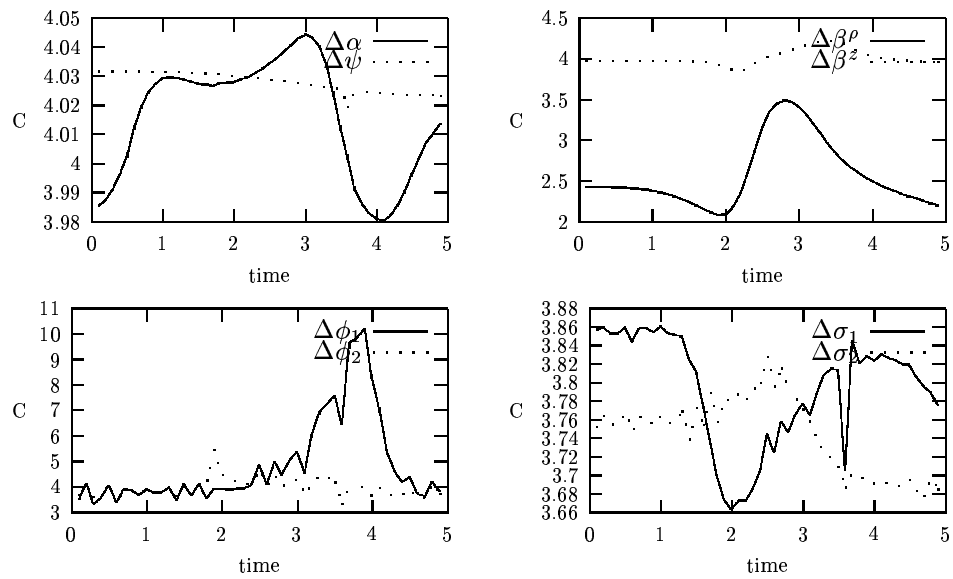 4.05
4.04
4.03
4.02
4.01
4
3.99
3.98
C
0 1 2 3 4 5
time
Δα
Δψ
4.5
4
3.5
3
2.5
2
C
0 1 2 3 4 5
time
Δβ^ρ
Δβ^z
11
10
9
8
7
6
5
4
3
C
0 1 2 3 4 5
time
Δϕ₁
Δϕ₂
3.88
3.86
3.84
3.82
3.8
3.78
3.76
3.74
3.72
3.7
3.68
3.66
C
0 1 2 3 4 5
time
Δσ₁
Δσ₂